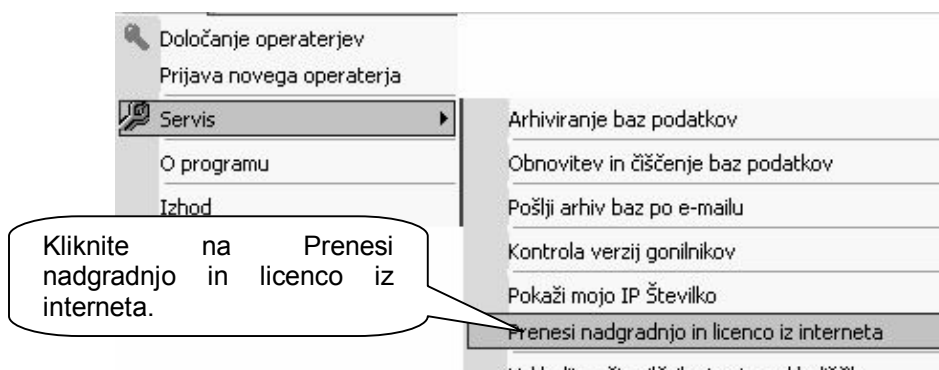 Določanje operaterjev
Prijava novega operaterja
Servis
O programu
Izhod
Arhiviranje baz podatkov
Obnovitev in čiščenje baz podatkov
Pošlji arhiv baz po e-mailu
Kontrola verzij gonilnikov
Pokaži mojo IP Številko
Prenesi nadgradnjo in licenco iz interneta
Kliknite na Prenesi
nadgradnjo in licenco iz
interneta.